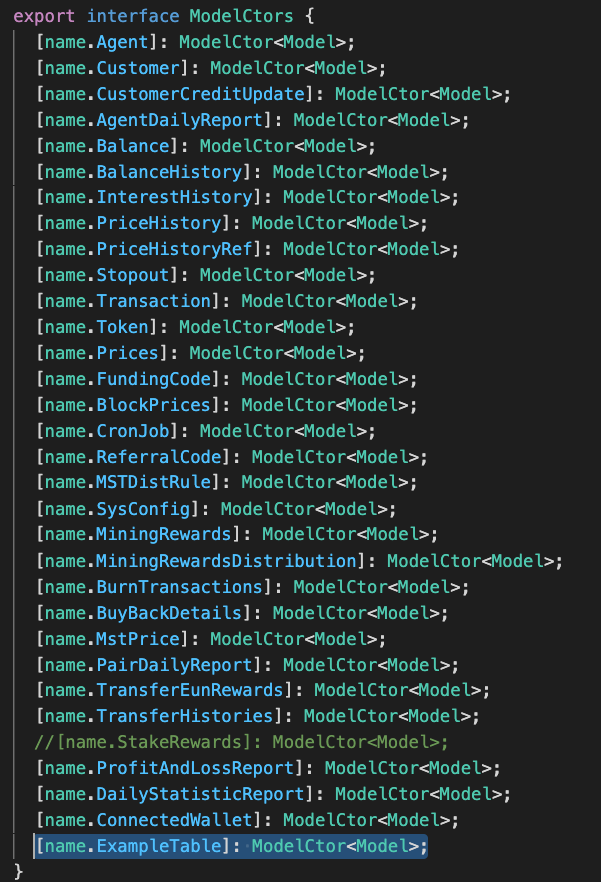 export interface ModelCtors {
[name.Agent]: ModelCtor<Model>;
[name.Customer]: ModelCtor<Model>;
[name.CustomerCreditUpdate]: ModelCtor<Model>;
[name.AgentDailyReport]: ModelCtor<Model>;
[name.Balance]: ModelCtor<Model>;
[name.BalanceHistory]: ModelCtor<Model>;
[name.InterestHistory]: ModelCtor<Model>;
[name.PriceHistory]: ModelCtor<Model>;
[name.PriceHistoryRef]: ModelCtor<Model>;
[name.Stopout]: ModelCtor<Model>;
[name.Transaction]: ModelCtor<Model>;
[name.Token]: ModelCtor<Model>;
[name.Prices]: ModelCtor<Model>;
[name.FundingCode]: ModelCtor<Model>;
[name.BlockPrices]: ModelCtor<Model>;
[name.CronJob]: ModelCtor<Model>;
[name.ReferralCode]: ModelCtor<Model>;
[name.MSTDistRule]: ModelCtor<Model>;
[name.SysConfig]: ModelCtor<Model>;
[name.MiningRewards]: ModelCtor<Model>;
[name.MiningRewardsDistribution]: ModelCtor<Model>;
[name.BurnTransactions]: ModelCtor<Model>;
[name.BuyBackDetails]: ModelCtor<Model>;
[name.MstPrice]: ModelCtor<Model>;
[name.PairDailyReport]: ModelCtor<Model>;
[name.TransferEunRewards]: ModelCtor<Model>;
[name.TransferHistories]: ModelCtor<Model>;
//[name.StakeRewards]: ModelCtor<Model>;
[name.ProfitAndLossReport]: ModelCtor<Model>;
[name.DailyStatisticReport]: ModelCtor<Model>;
[name.ConnectedWallet]: ModelCtor<Model>;
[name.ExampleTable]: ModelCtor<Model>;
}